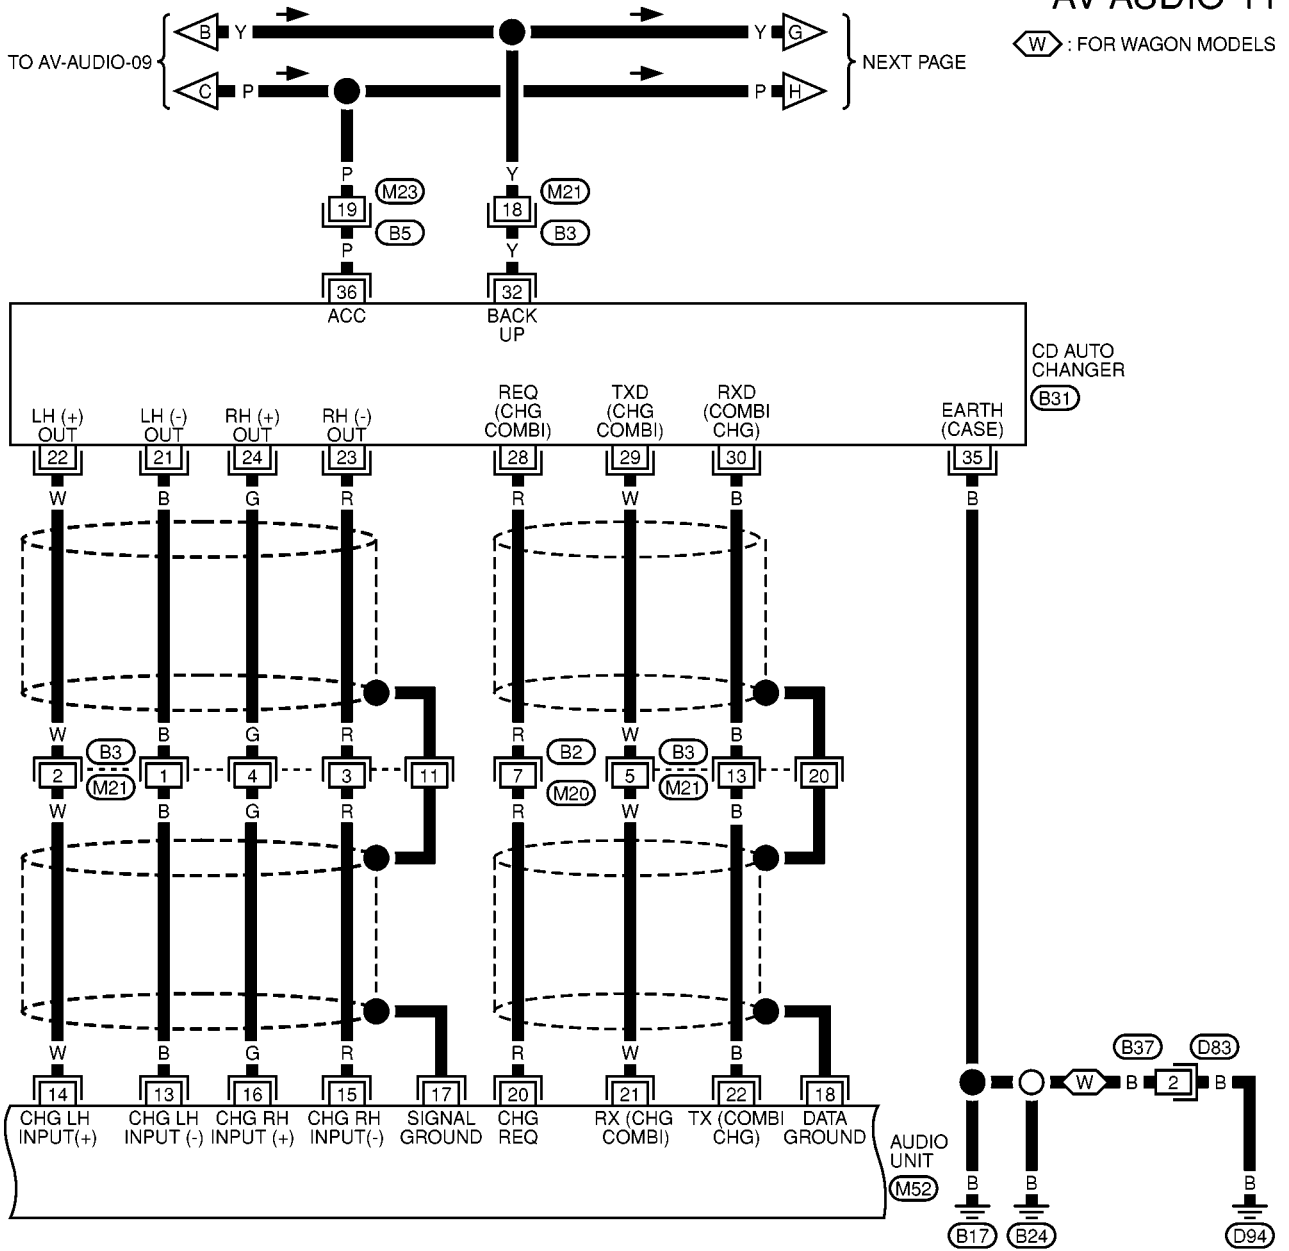 AV-AUDIO-11
B Y Y G
W : FOR WAGON MODELS
TO AV-AUDIO-09
NEXT PAGE
C P P H
P Y
M23 M21
19 18
B5 B3
P Y
36 32
ACC BACK UP
CD AUTO
CHANGER
B31
LH (+)
OUT
LH (-)
OUT
RH (+)
OUT
RH (-)
OUT
REQ
(CHG
COMBI)
TXD
(CHG
COMBI)
RXD
(COMBI
CHG)
EARTH
(CASE)
22 21 24 23 28 29 30 35
W B G R R W B B
W B G R R W B
B3 B2 B3
2 1 4 3 11 7 5 13 20
M21 M20 M21
W B G R R W B
W B G R R W B
B37 D83
W B 2 B
14 13 16 15 17 20 21 22 18
CHG LH
INPUT(+)
CHG LH
INPUT (-)
CHG RH
INPUT (+)
CHG RH
INPUT(-)
SIGNAL
GROUND
CHG
REQ
RX (CHG
COMBI)
TX (COMBI
CHG)
DATA
GROUND
AUDIO
UNIT
M52
B B B
B17 B24 D94